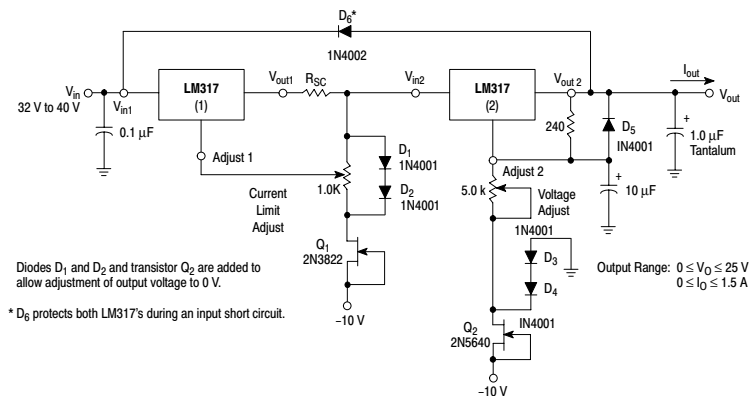 D6*
1N4002
Vin
32 V to 40 V
Vin1
0.1 μF
LM317
(1)
Vout1
RSC
Vin2
LM317
(2)
Vout 2
Iout
Vout
240
D5
IN4001
+
1.0 μF
Tantalum
Adjust 1
Current
Limit
Adjust
1.0K
D1
1N4001
D2
1N4001
Adjust 2
5.0 k
Voltage
Adjust
+
10 μF
1N4001
D3
D4
IN4001
Q1
2N3822
–10 V
Q2
2N5640
–10 V
Output Range: 0 ≤ VO ≤ 25 V
0 ≤ IO ≤ 1.5 A
Diodes D1 and D2 and transistor Q2 are added to
allow adjustment of output voltage to 0 V.
* D6 protects both LM317's during an input short circuit.